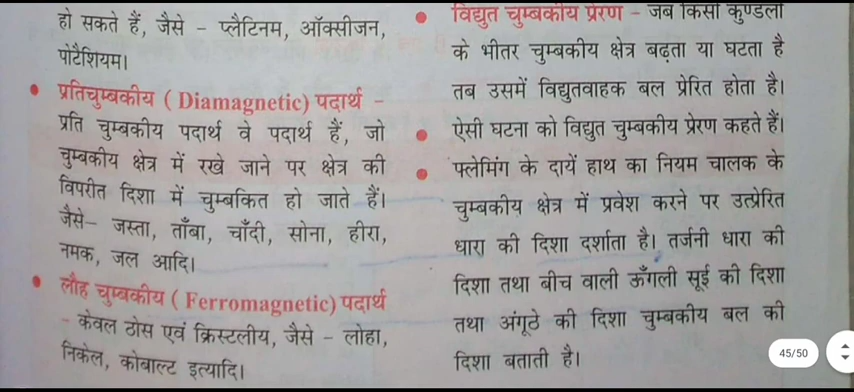 हो सकते हैं, जैसे - प्लैटिनम, ऑक्सीजन,
पोटैशियम।
• प्रतिचुम्बकीय ( Diamagnetic) पदार्थ -
प्रति चुम्बकीय पदार्थ वे पदार्थ हैं, जो
चुम्बकीय क्षेत्र में रखे जाने पर क्षेत्र की
विपरीत दिशा में चुम्बकित हो जाते हैं।
जैसे- जस्ता, ताँबा, चाँदी, सोना, हीरा,
नमक, जल आदि।
• लौह चुम्बकीय ( Ferromagnetic) पदार्थ
- केवल ठोस एवं क्रिस्टलीय, जैसे - लोहा,
निकेल, कोबाल्ट इत्यादि।
• विद्युत चुम्बकीय प्रेरण - जब किसी कुण्डली
के भीतर चुम्बकीय क्षेत्र बढ़ता या घटता है
तब उसमें विद्युतवाहक बल प्रेरित होता है।
• ऐसी घटना को विद्युत चुम्बकीय प्रेरण कहते हैं।
• फ्लेमिंग के दायें हाथ का नियम चालक के
चुम्बकीय क्षेत्र में प्रवेश करने पर उत्प्रेरित
धारा की दिशा दर्शाता है। तर्जनी धारा की
दिशा तथा बीच वाली ऊँगली सूई की दिशा
तथा अंगूठे की दिशा चुम्बकीय बल की
दिशा बताती है।
45/50